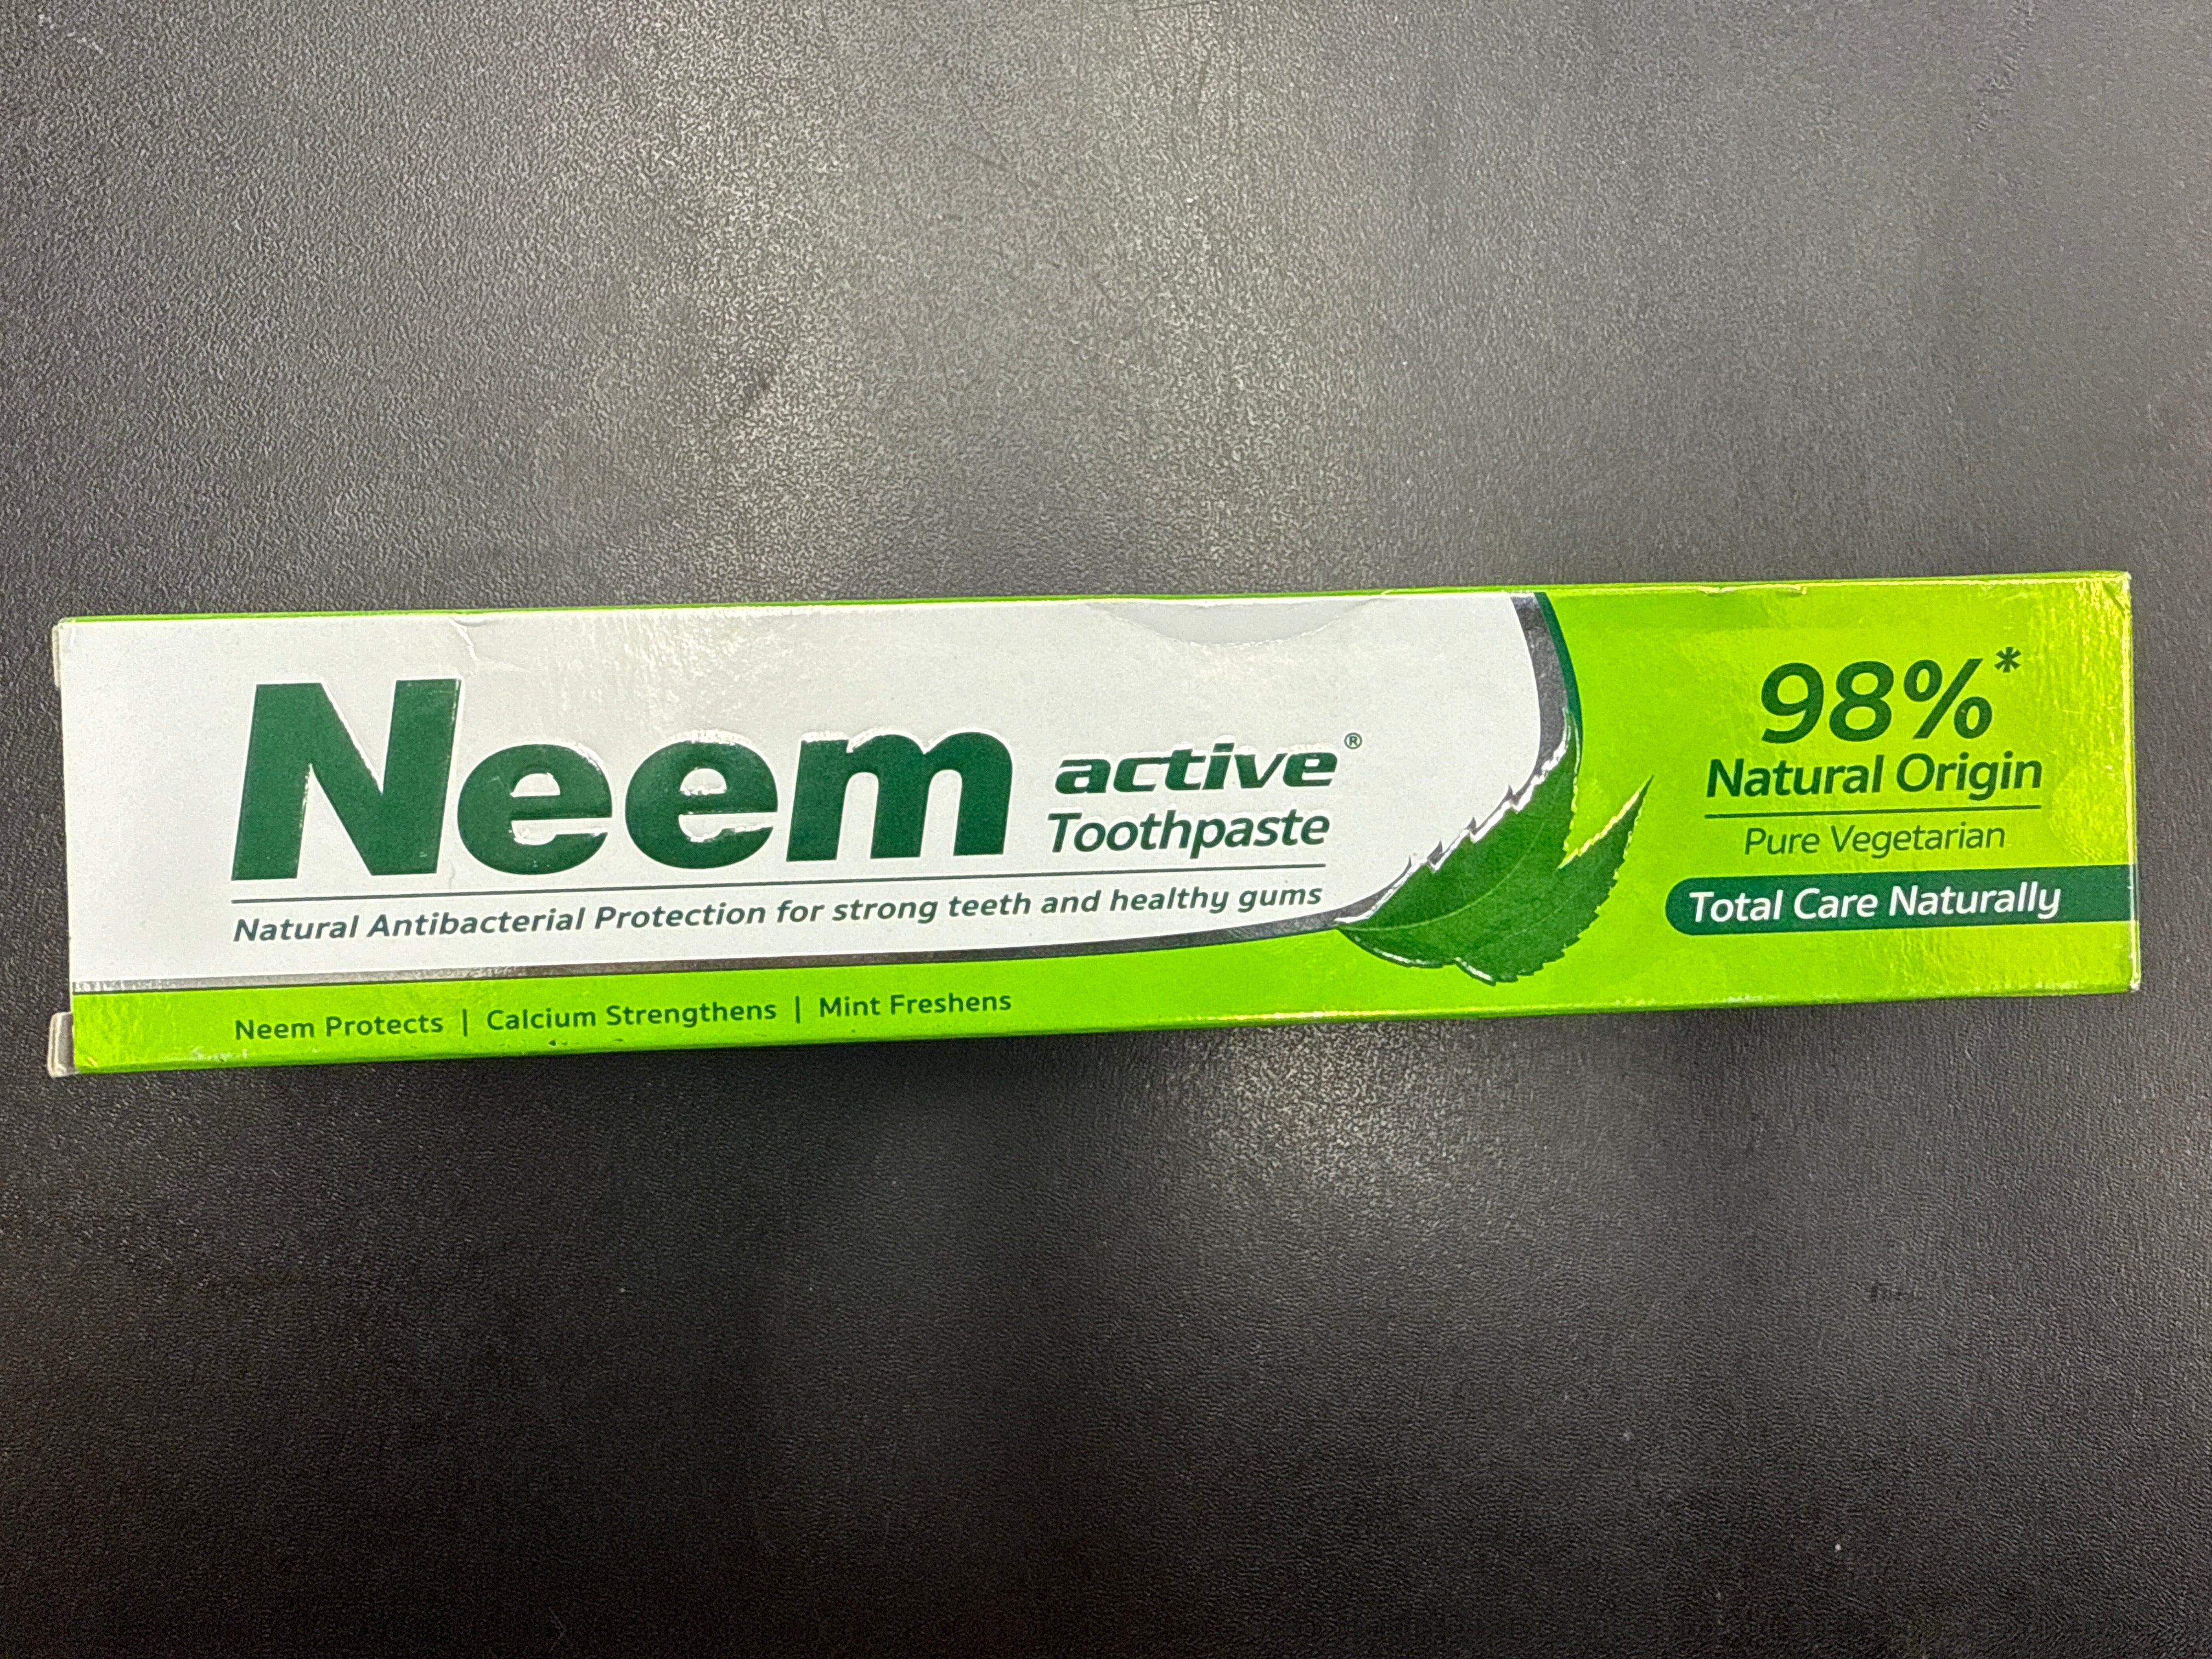 Neem active®
Toothpaste
Natural Antibacterial Protection for strong teeth and healthy gums
Neem Protects | Calcium Strengthens | Mint Freshens
98%*
Natural Origin
Pure Vegetarian
Total Care Naturally